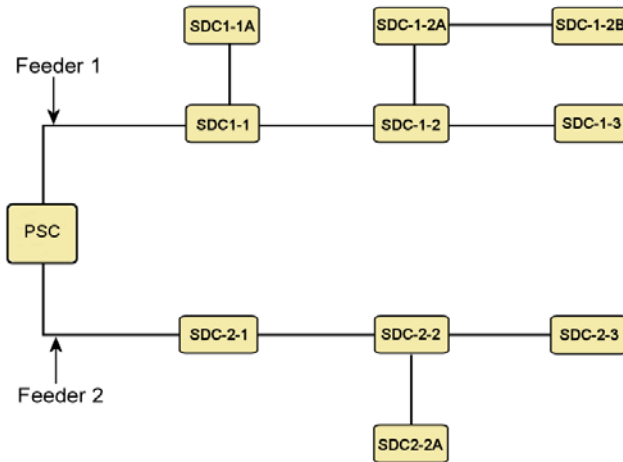 SDC1-1A
SDC-1-2A
SDC-1-2B
Feeder 1
SDC1-1
SDC-1-2
SDC-1-3
PSC
SDC-2-1
SDC-2-2
SDC-2-3
Feeder 2
SDC2-2A